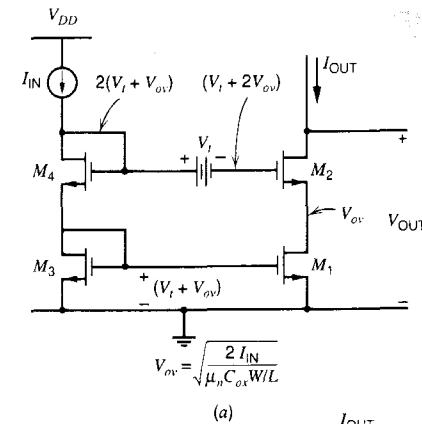 V_DD
I_IN
2(V_t + V_ov)
(V_t + 2V_ov)
I_OUT
+ V_t −
+
M_4
M_2
V_ov
V_OUT
M_3
M_1
+
(V_t + V_ov)
−
−
V_ov = √(2 I_IN / μ_n C_ox W/L)
(a)
I_OUT